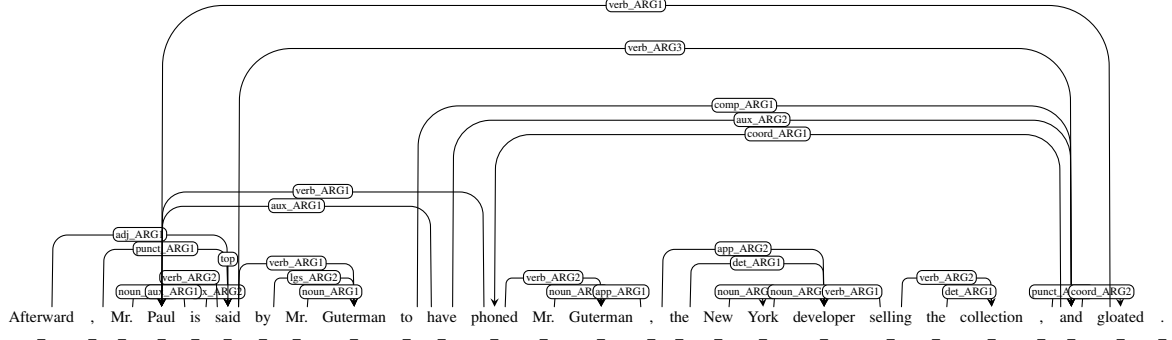 verb_ARG1
verb_ARG3
comp_ARG1
aux_ARG2
coord_ARG1
verb_ARG1
aux_ARG1
adj_ARG1
punct_ARG1 app_ARG2
top verb_ARG1 det_ARG1
verb_ARG2 lgs_ARG2 verb_ARG2 verb_ARG2
aux_ARG1 noun_ARG1 app_ARG1 verb_ARG1 det_ARG1 coord_ARG2
Afterward , Mr. Paul is said by Mr. Guterman to have phoned Mr. Guterman , the New York developer selling the collection , and gloated .
_ _ _ _ _ _ _ _ _ _ _ _ _ _ _ _ _ _ _ _ _ _ _ _ _ _